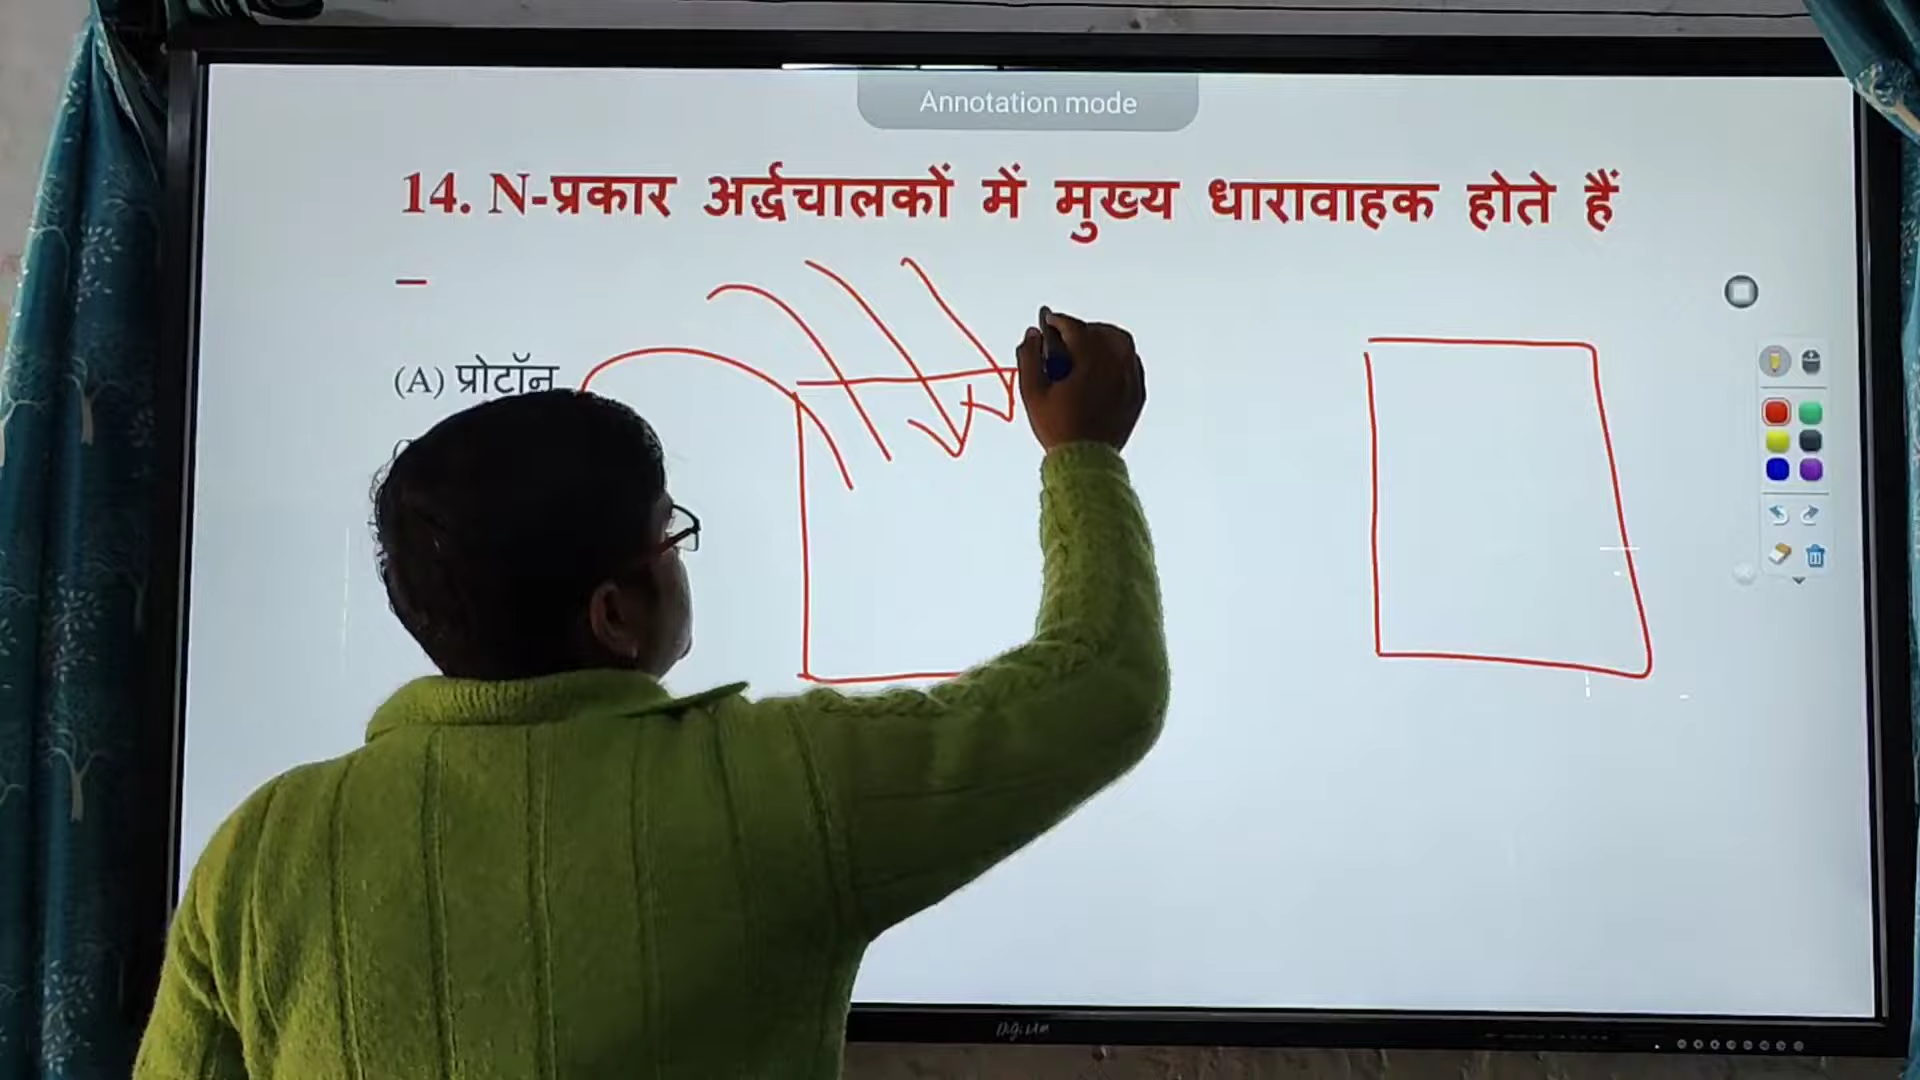 Annotation mode
14. N-प्रकार अर्द्धचालकों में मुख्य धारावाहक होते हैं
–
(A) प्रोटॉन